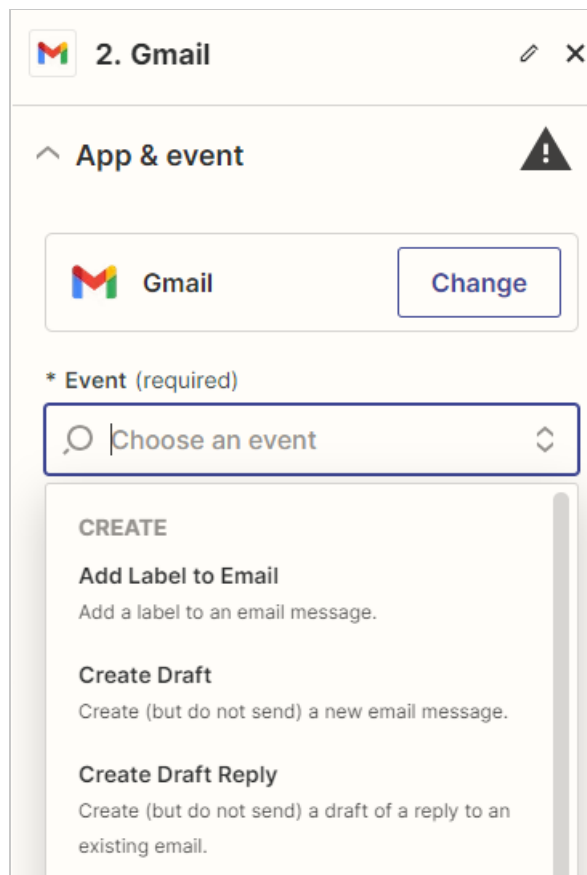 2. Gmail
App & event
Gmail
Change
* Event (required)
Choose an event
CREATE
Add Label to Email
Add a label to an email message.
Create Draft
Create (but do not send) a new email message.
Create Draft Reply
Create (but do not send) a draft of a reply to an
existing email.